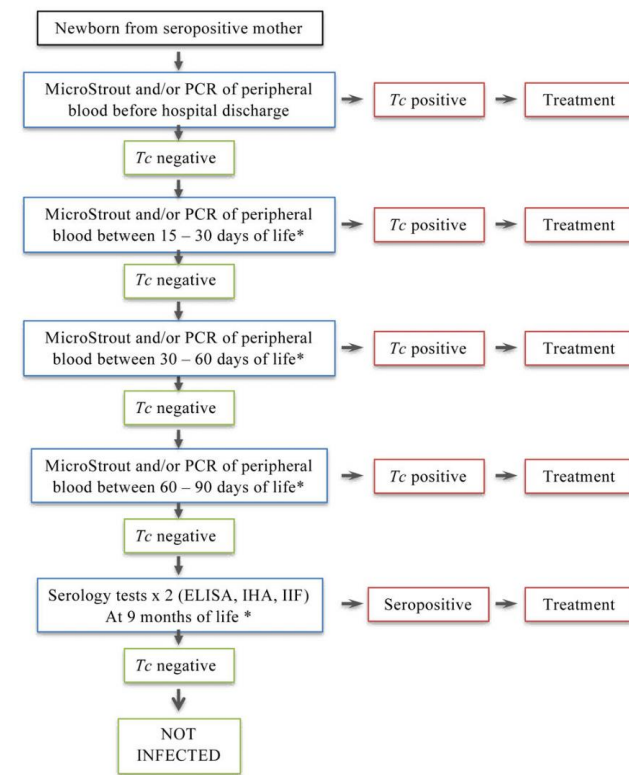 Newborn from seropositive mother
MicroStrout and/or PCR of peripheral
blood before hospital discharge
Tc positive
Treatment
Tc negative
MicroStrout and/or PCR of peripheral
blood between 15 – 30 days of life*
Tc positive
Treatment
Tc negative
MicroStrout and/or PCR of peripheral
blood between 30 – 60 days of life*
Tc positive
Treatment
Tc negative
MicroStrout and/or PCR of peripheral
blood between 60 – 90 days of life*
Tc positive
Treatment
Tc negative
Serology tests x 2 (ELISA, IHA, IIF)
At 9 months of life *
Seropositive
Treatment
Tc negative
NOT
INFECTED